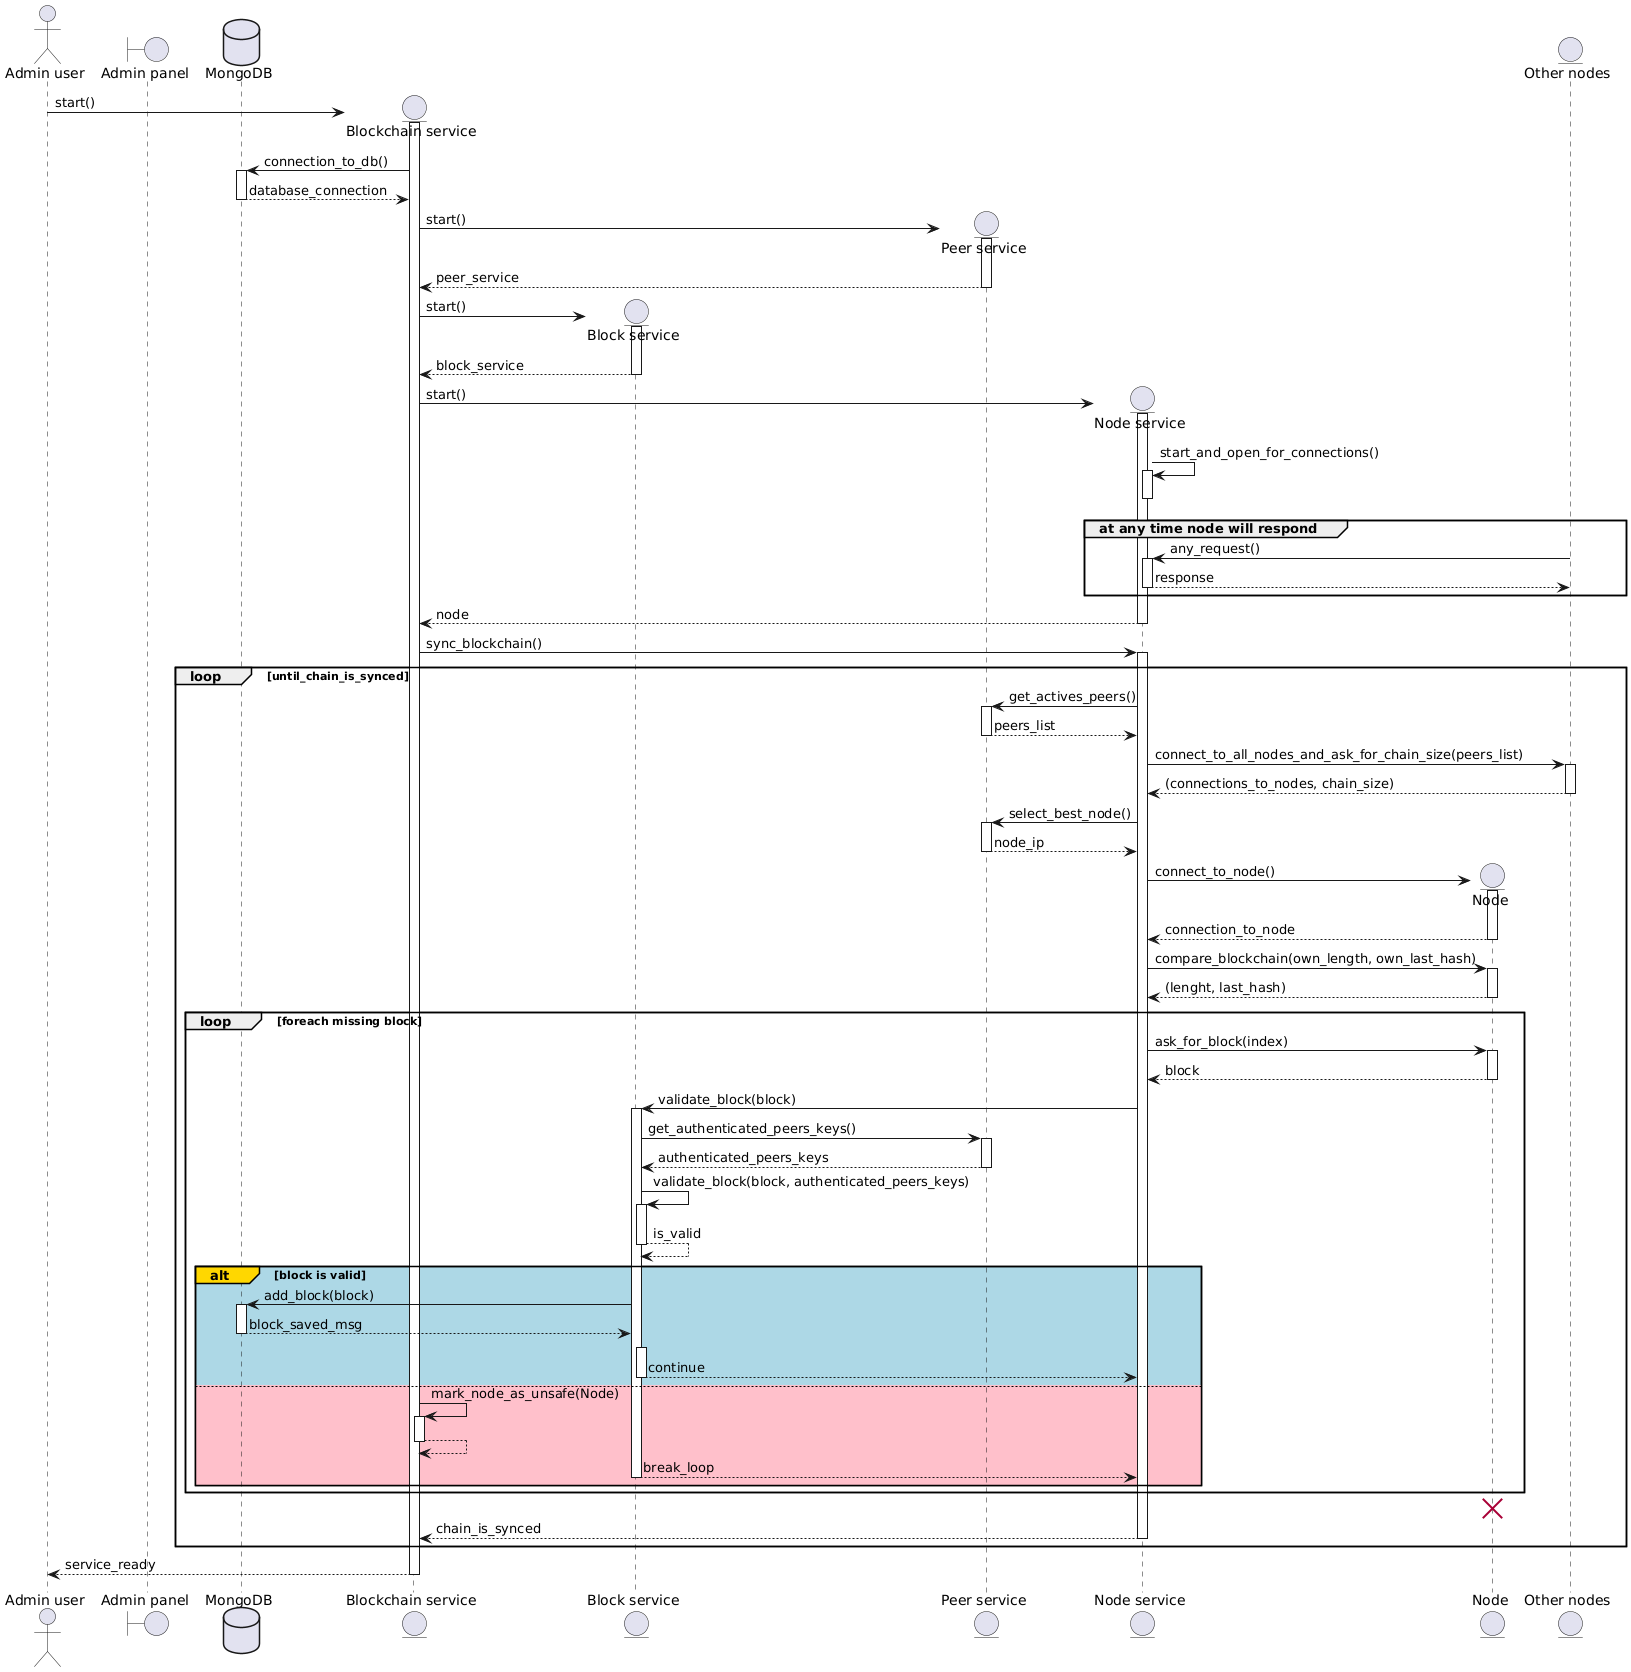 Admin user
Admin panel
MongoDB
Other nodes
start()
Blockchain service
connection_to_db()
database_connection
start()
Peer service
peer_service
start()
Block service
block_service
start()
Node service
start_and_open_for_connections()
at any time node will respond
any_request()
response
node
sync_blockchain()
loop [until_chain_is_synced]
get_actives_peers()
peers_list
connect_to_all_nodes_and_ask_for_chain_size(peers_list)
(connections_to_nodes, chain_size)
select_best_node()
node_ip
connect_to_node()
Node
connection_to_node
compare_blockchain(own_length, own_last_hash)
(lenght, last_hash)
loop [foreach missing block]
ask_for_block(index)
block
validate_block(block)
get_authenticated_peers_keys()
authenticated_peers_keys
validate_block(block, authenticated_peers_keys)
is_valid
alt [block is valid]
add_block(block)
block_saved_msg
continue
mark_node_as_unsafe(Node)
break_loop
chain_is_synced
service_ready
Admin user
Admin panel
MongoDB
Blockchain service
Block service
Peer service
Node service
Node
Other nodes